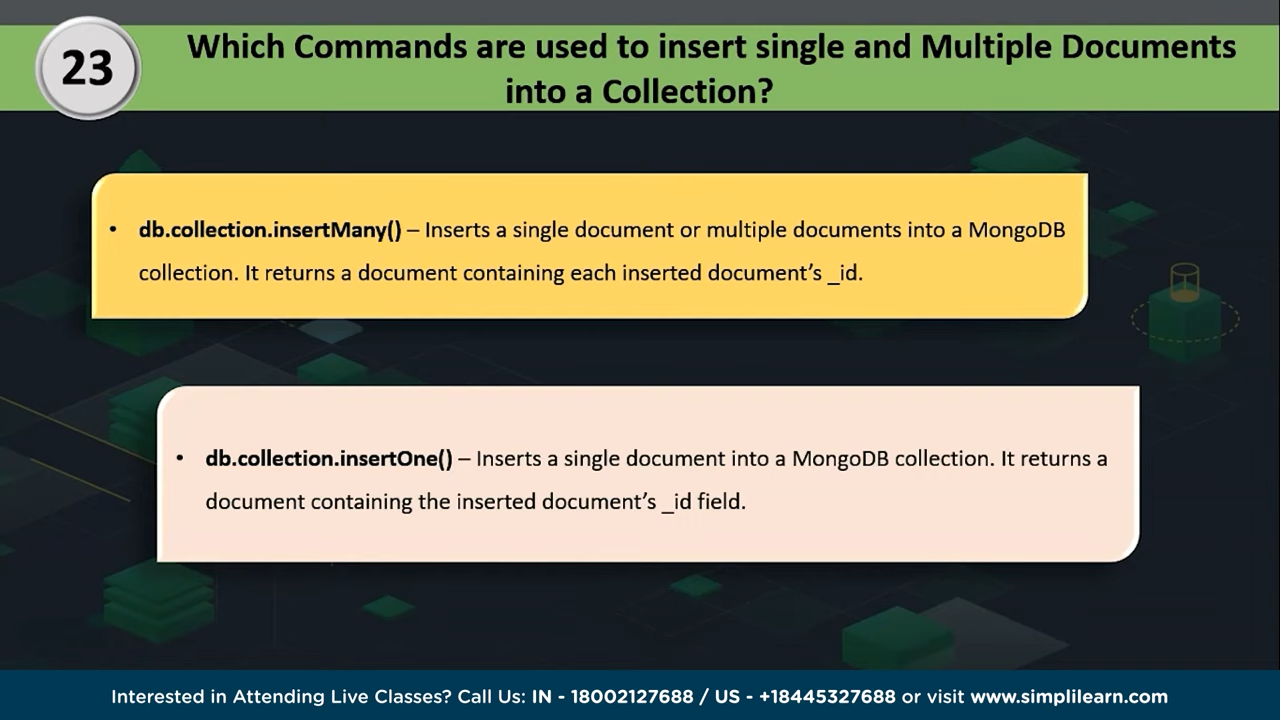 23
Which Commands are used to insert single and Multiple Documents
into a Collection?
• db.collection.insertMany() – Inserts a single document or multiple documents into a MongoDB
collection. It returns a document containing each inserted document’s _id.
• db.collection.insertOne() – Inserts a single document into a MongoDB collection. It returns a
document containing the inserted document’s _id field.
Interested in Attending Live Classes? Call Us: IN - 18002127688 / US - +18445327688 or visit www.simplilearn.com